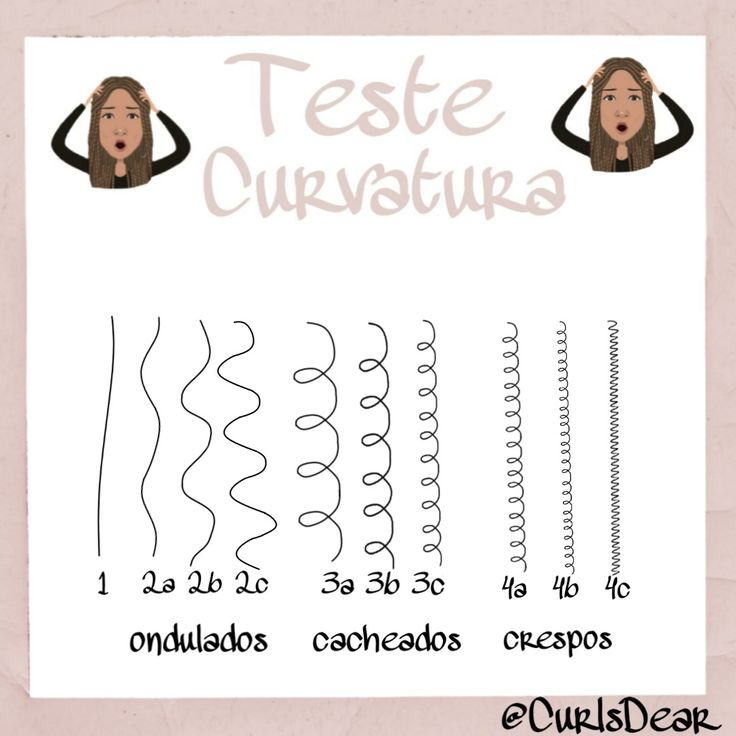 Teste
Curvatura
1 2a 2b 2c 3a 3b 3c 4a 4b 4c
ondulados cacheados crespos
@CurlsDear